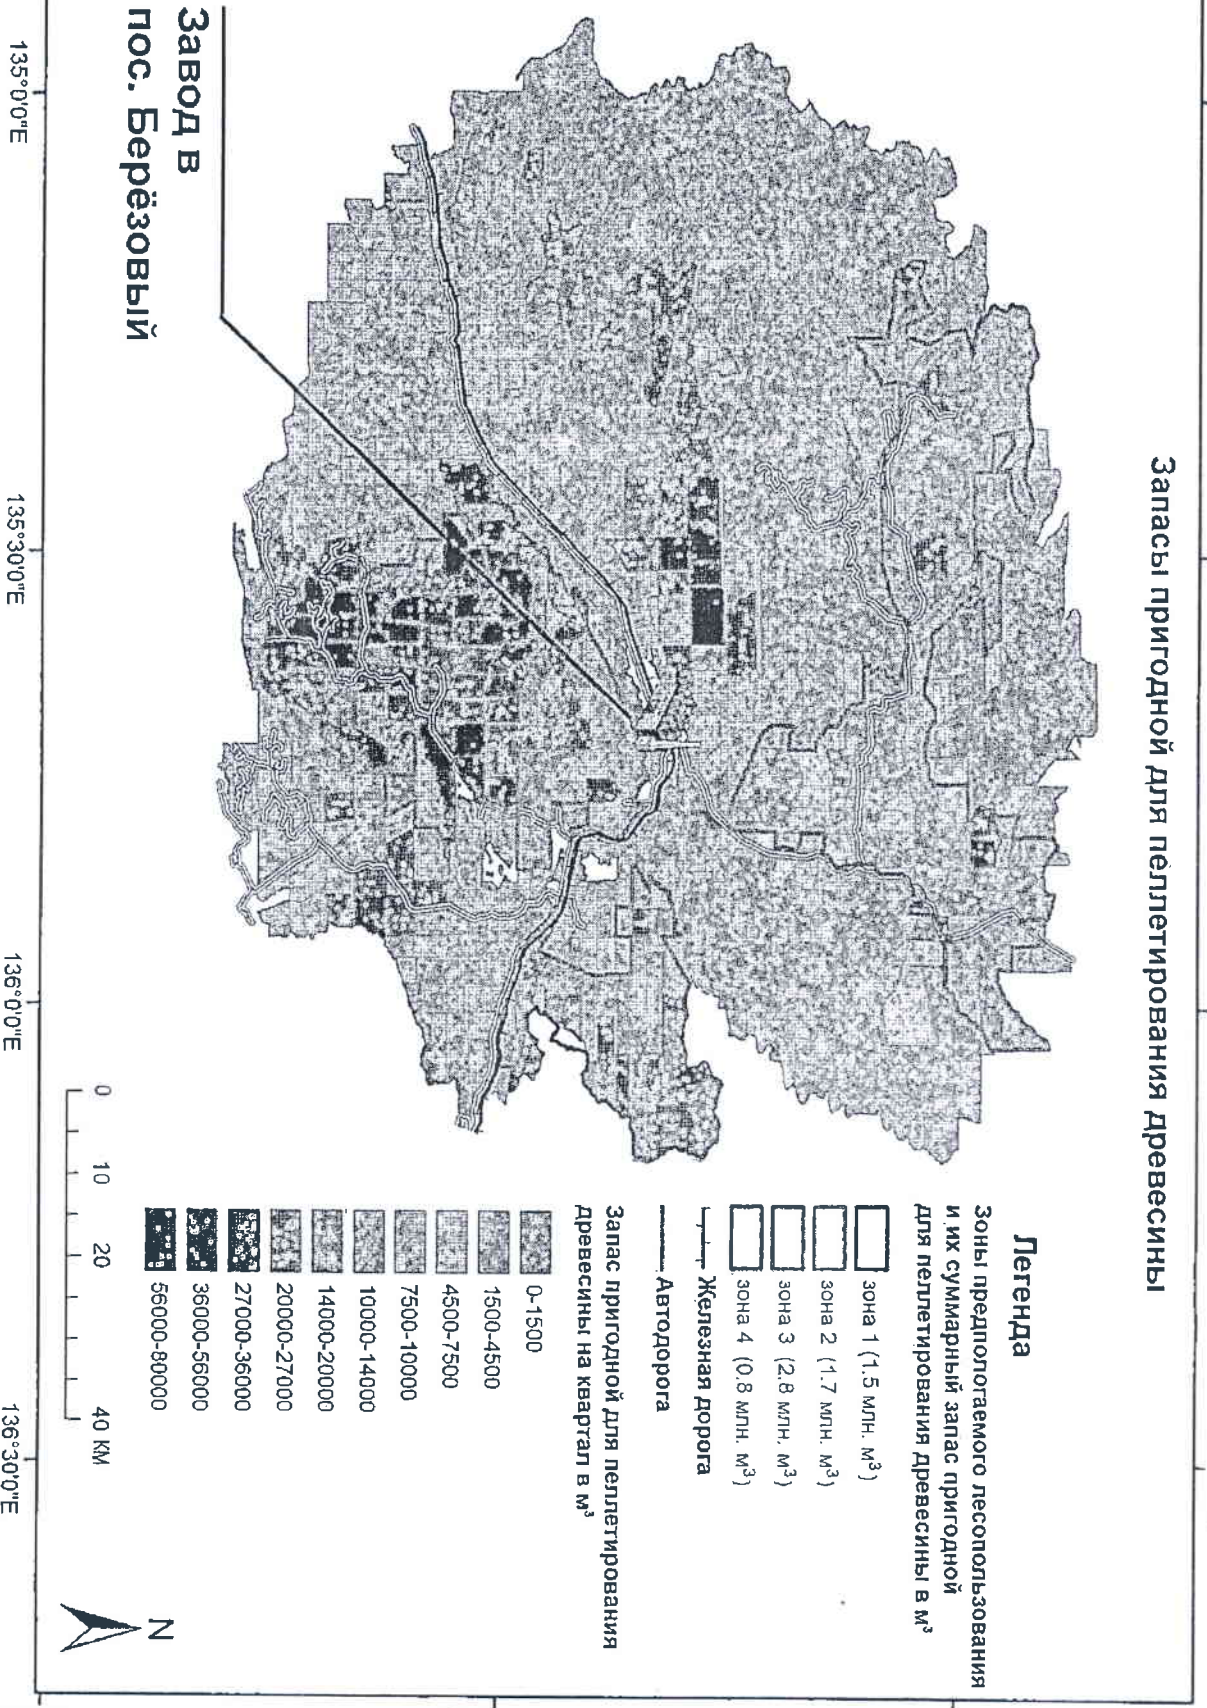 Запасы пригодной для пеллетирования древесины
Завод в
пос. Берёзовый
Легенда
Зоны предпологаемого лесопользования
и их суммарный запас пригодной
для пеллетирования древесины в м³
зона 1 (1.5 млн. м³)
зона 2 (1.7 млн. м³)
зона 3 (2.8 млн. м³)
зона 4 (0.8 млн. м³)
Железная дорога
Автодорога
Запас пригодной для пеллетирования
древесины на квартал в м³
0-1500
1500-4500
4500-7500
7500-10000
10000-14000
14000-20000
20000-27000
27000-36000
36000-56000
56000-80000
0 10 20 40 КМ
N
135°0'0"E 135°30'0"E 136°0'0"E 136°30'0"E